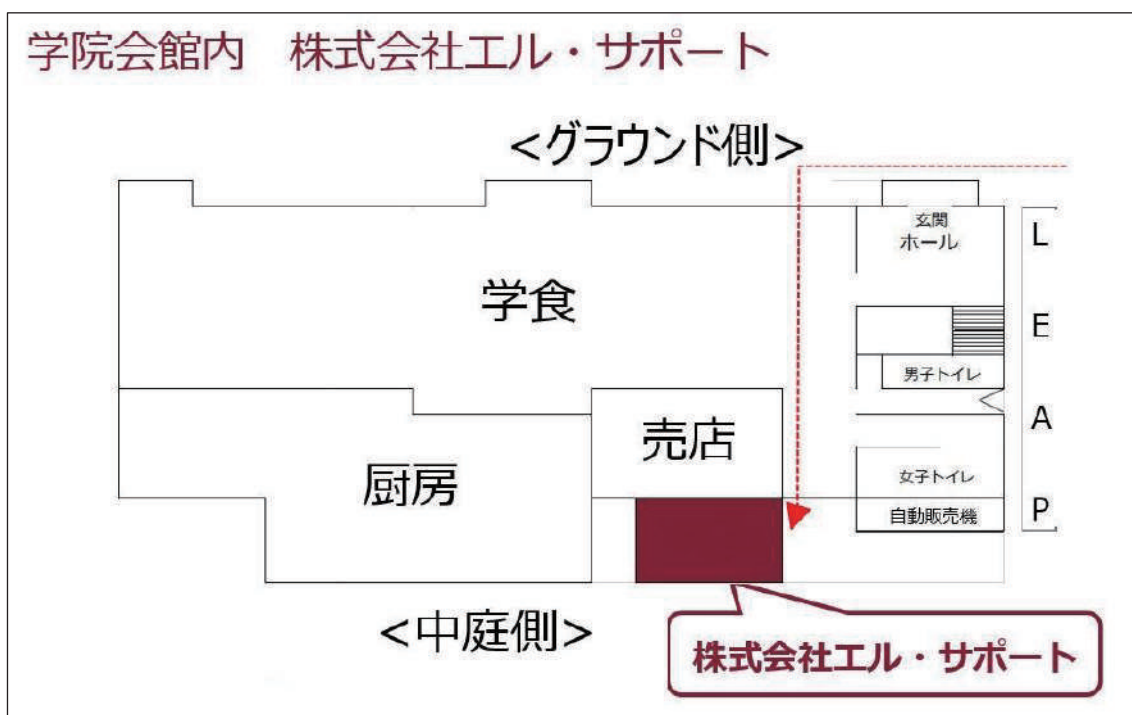 学院会館内　株式会社エル・サポート
<グラウンド側>
玄関
ホール
L
学食
E
男子トイレ
A
売店
厨房
女子トイレ
自動販売機
P
<中庭側>
株式会社エル・サポート